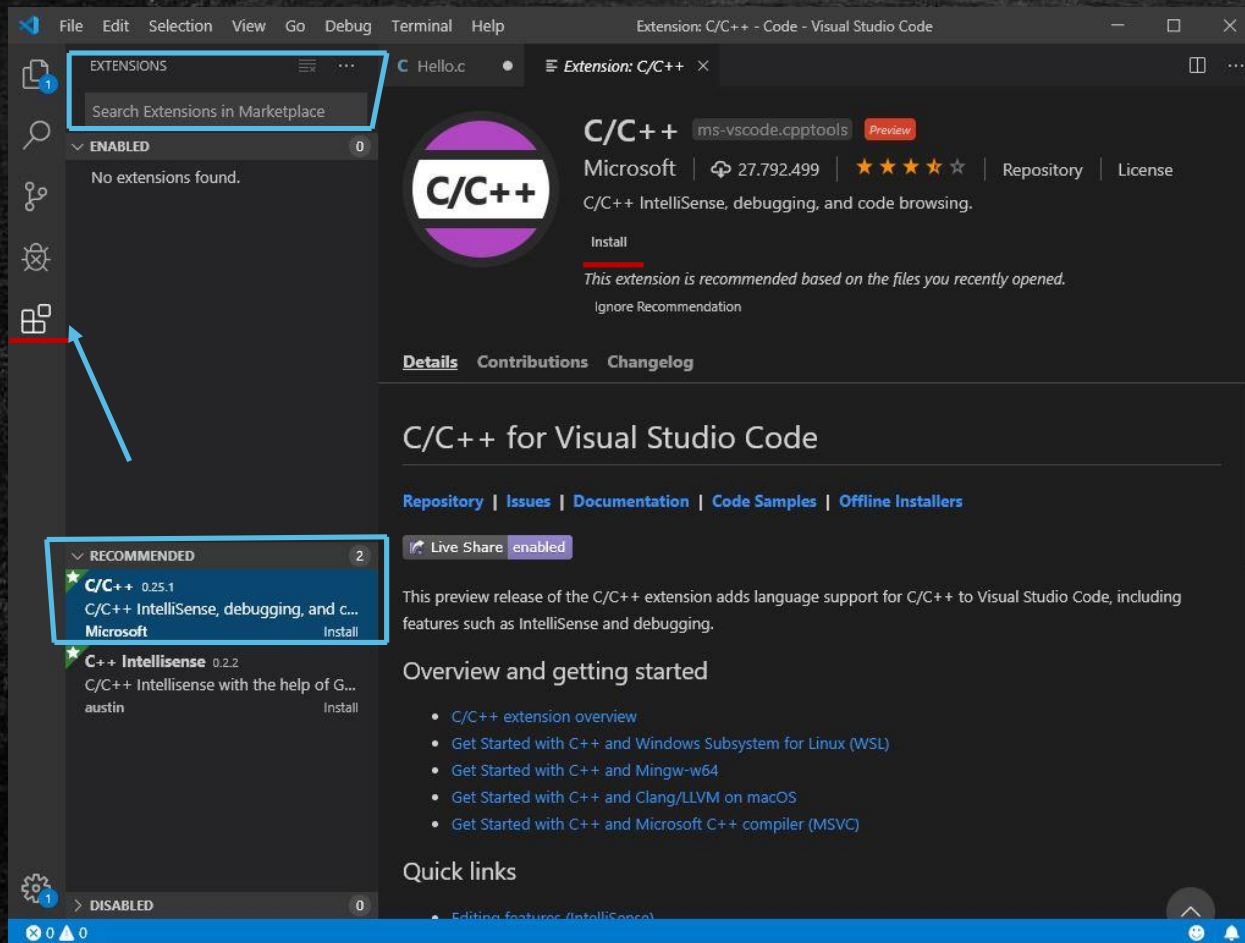 File Edit Selection View Go Debug Terminal Help Extension: C/C++ - Code - Visual Studio Code
EXTENSIONS
Search Extensions in Marketplace
ENABLED 0
No extensions found.
RECOMMENDED 2
C/C++ 0.25.1
C/C++ IntelliSense, debugging, and c...
Microsoft Install
C++ Intellisense 0.2.2
C/C++ Intellisense with the help of G...
austin Install
DISABLED 0
1
1
C Hello.c Extension: C/C++
C/C++
C/C++ ms-vscode.cpptools Preview
Microsoft 27.792.499 Repository License
C/C++ IntelliSense, debugging, and code browsing.
Install
This extension is recommended based on the files you recently opened.
Ignore Recommendation
Details Contributions Changelog
C/C++ for Visual Studio Code
Repository | Issues | Documentation | Code Samples | Offline Installers
Live Share enabled
This preview release of the C/C++ extension adds language support for C/C++ to Visual Studio Code, including
features such as IntelliSense and debugging.
Overview and getting started
C/C++ extension overview
Get Started with C++ and Windows Subsystem for Linux (WSL)
Get Started with C++ and Mingw-w64
Get Started with C++ and Clang/LLVM on macOS
Get Started with C++ and Microsoft C++ compiler (MSVC)
Quick links
Editing features (IntelliSense)
0 0